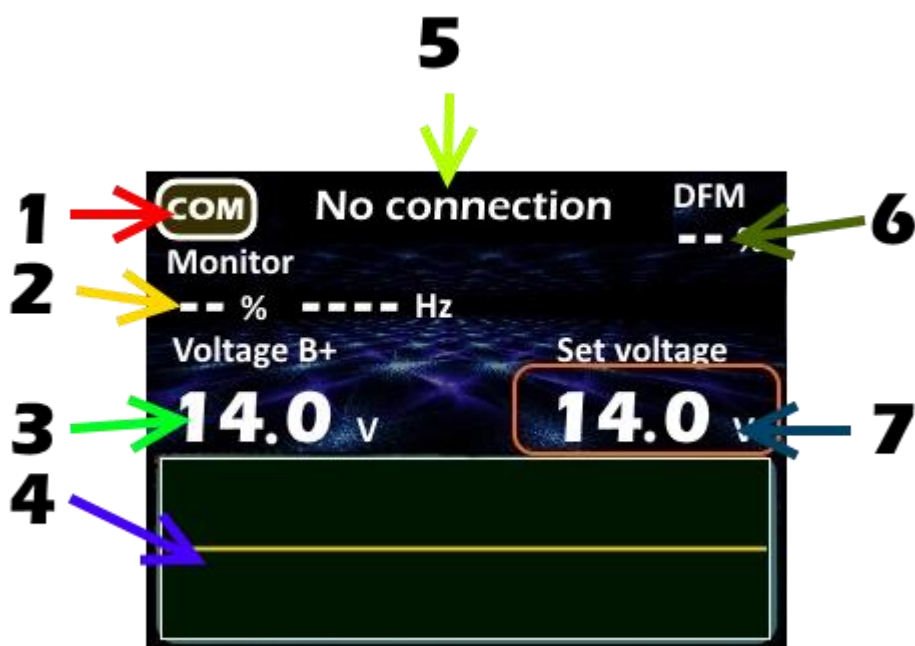 5
COM No connection DFM
1
-- %
6
Monitor
2
-- % ---- Hz
Voltage B+ Set voltage
14.0 v 14.0 v
3
7
4